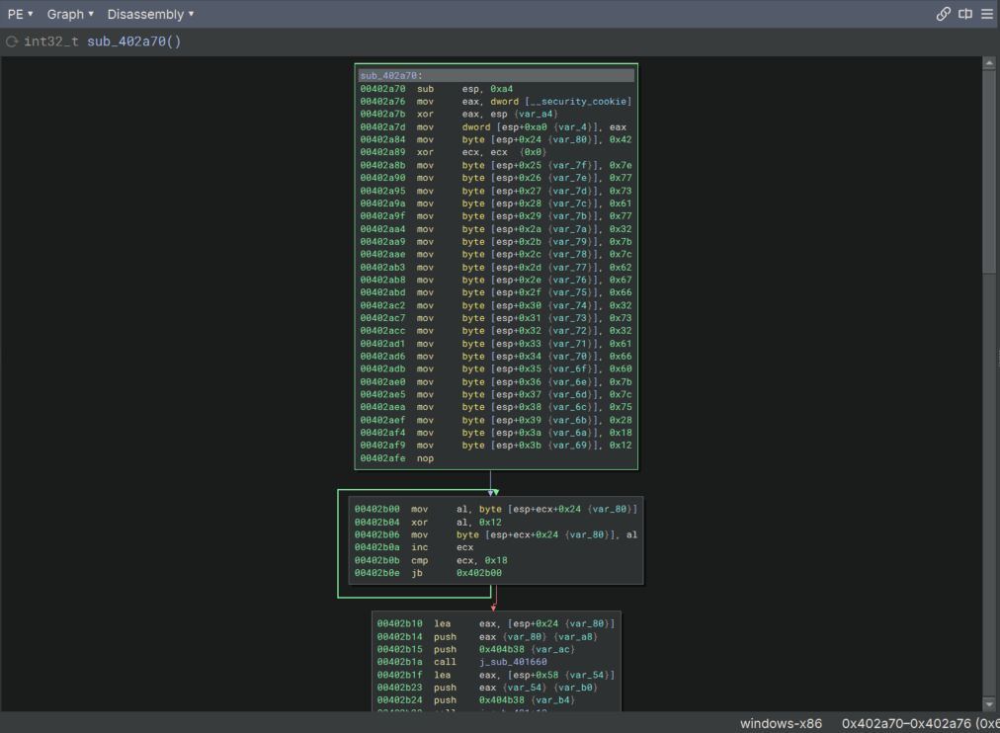 PE ▾ Graph ▾ Disassembly ▾
int32_t sub_402a70()
sub_402a70:
00402a70 sub esp, 0xa4
00402a76 mov eax, dword [__security_cookie]
00402a7b xor eax, esp {var_a4}
00402a7d mov dword [esp+0xa0 {var_4}], eax
00402a84 mov byte [esp+0x24 {var_80}], 0x42
00402a89 xor ecx, ecx {0x0}
00402a8b mov byte [esp+0x25 {var_7f}], 0x7e
00402a90 mov byte [esp+0x26 {var_7e}], 0x77
00402a95 mov byte [esp+0x27 {var_7d}], 0x73
00402a9a mov byte [esp+0x28 {var_7c}], 0x61
00402a9f mov byte [esp+0x29 {var_7b}], 0x77
00402aa4 mov byte [esp+0x2a {var_7a}], 0x32
00402aa9 mov byte [esp+0x2b {var_79}], 0x7b
00402aae mov byte [esp+0x2c {var_78}], 0x7c
00402ab3 mov byte [esp+0x2d {var_77}], 0x62
00402ab8 mov byte [esp+0x2e {var_76}], 0x67
00402abd mov byte [esp+0x2f {var_75}], 0x66
00402ac2 mov byte [esp+0x30 {var_74}], 0x32
00402ac7 mov byte [esp+0x31 {var_73}], 0x73
00402acc mov byte [esp+0x32 {var_72}], 0x32
00402ad1 mov byte [esp+0x33 {var_71}], 0x61
00402ad6 mov byte [esp+0x34 {var_70}], 0x66
00402adb mov byte [esp+0x35 {var_6f}], 0x60
00402ae0 mov byte [esp+0x36 {var_6e}], 0x7b
00402ae5 mov byte [esp+0x37 {var_6d}], 0x7c
00402aea mov byte [esp+0x38 {var_6c}], 0x75
00402aef mov byte [esp+0x39 {var_6b}], 0x28
00402af4 mov byte [esp+0x3a {var_6a}], 0x18
00402af9 mov byte [esp+0x3b {var_69}], 0x12
00402afe nop
00402b00 mov al, byte [esp+ecx+0x24 {var_80}]
00402b04 xor al, 0x12
00402b06 mov byte [esp+ecx+0x24 {var_80}], al
00402b0a inc ecx
00402b0b cmp ecx, 0x18
00402b0e jb 0x402b00
00402b10 lea eax, [esp+0x24 {var_80}]
00402b14 push eax {var_80} {var_a8}
00402b15 push 0x404b38 {var_ac}
00402b1a call j_sub_401660
00402b1f lea eax, [esp+0x58 {var_54}]
00402b23 push eax {var_54} {var_b0}
00402b24 push 0x404b38 {var_b4}
windows-x86 0x402a70–0x402a76 (0x6